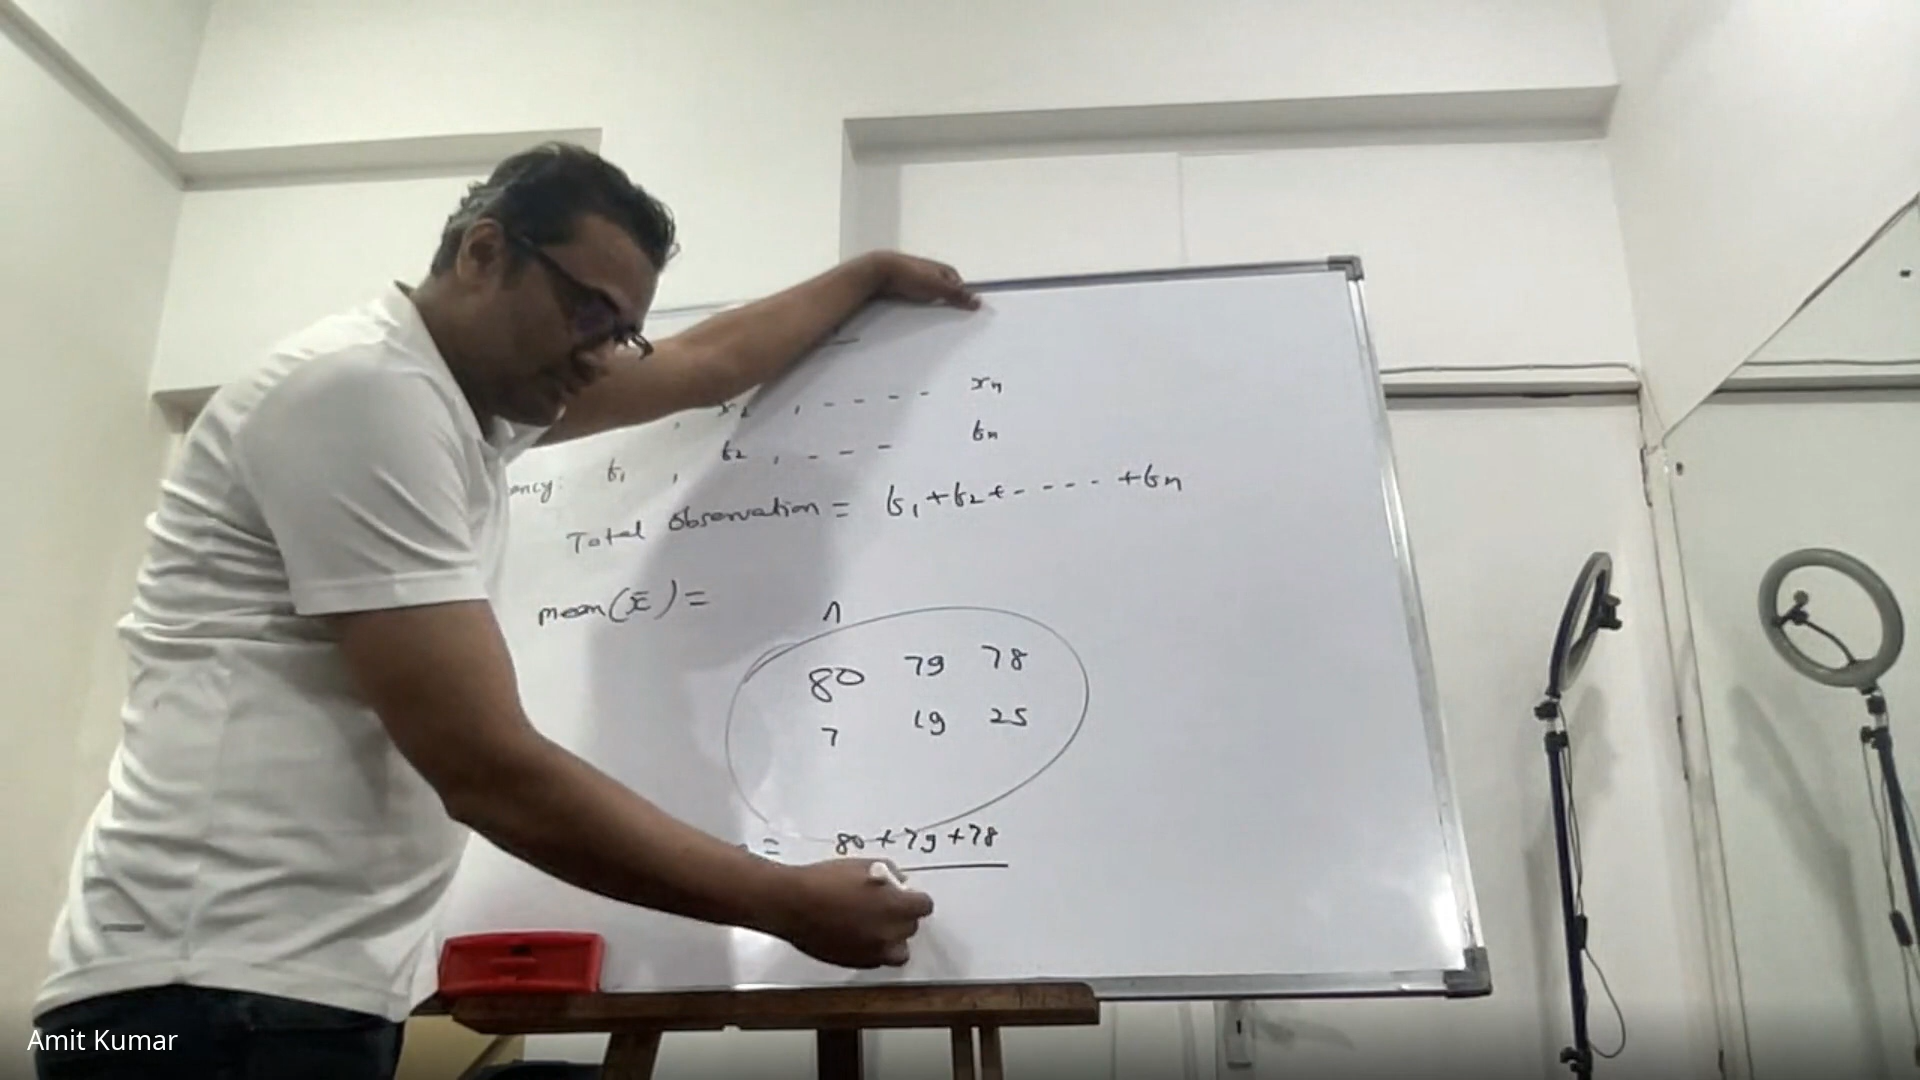 , x₂ , - - - - xₙ
ency: f₁ , f₂ , - - - fₙ
Total Observation = f₁ + f₂ + - - - - + fₙ
mean (x̄) =
80 79 78
7 19 25
= 80 + 79 + 78
Amit Kumar